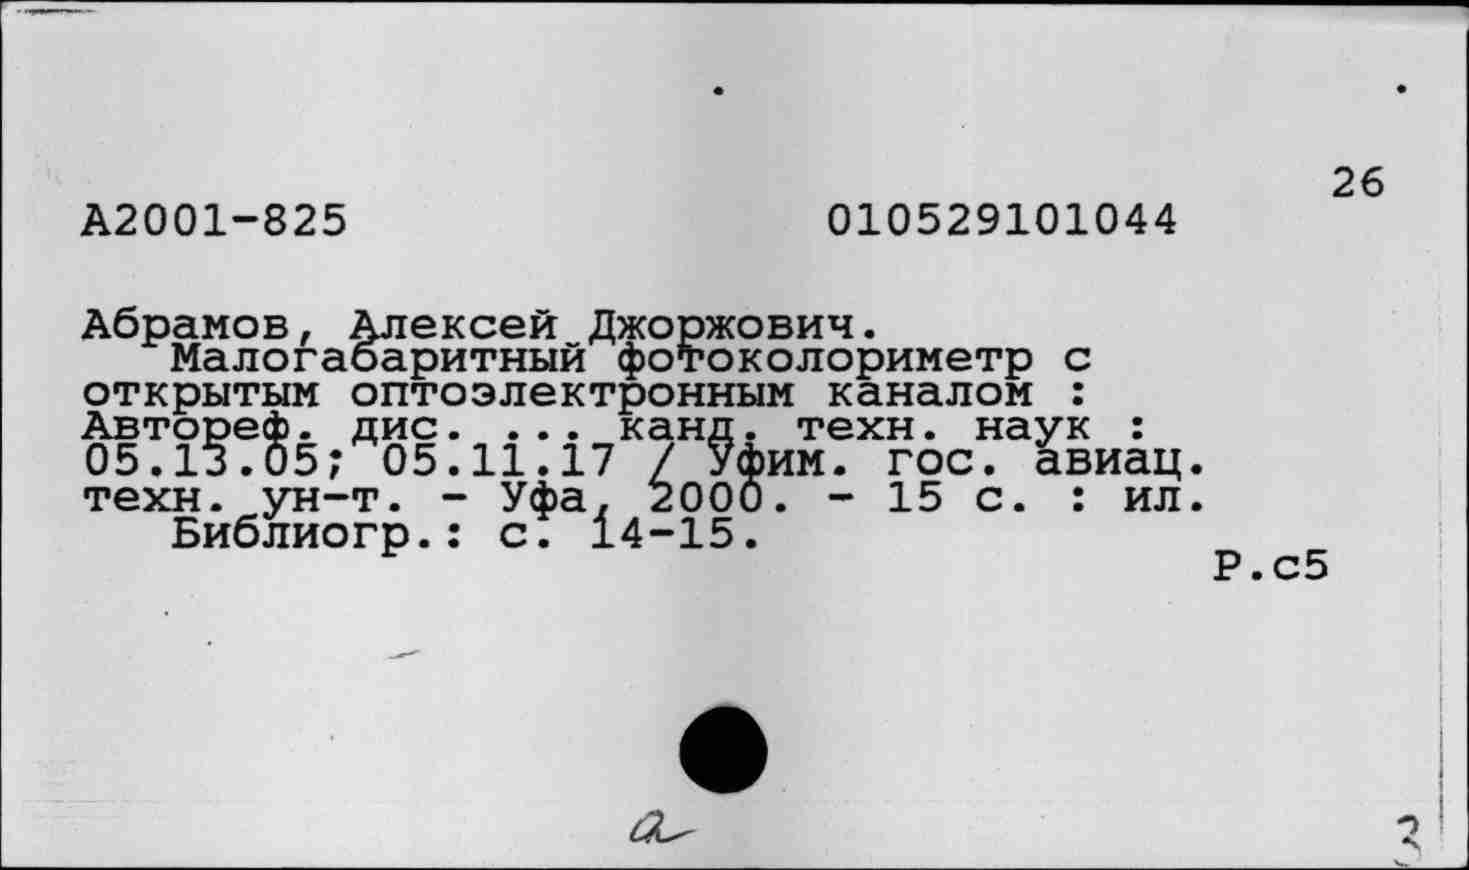 26
А2001-825 010529101044
Абрамов, Алексей Джоржович.
Малогабаритный фотоколориметр с
открытым оптоэлектронным каналом :
Автореф. дис. ... канд. техн. наук :
05.13.05; 05.11.17 / Уфим. гос. авиац.
техн. ун-т. - Уфа, 2000. - 15 с. : ил.
Библиогр.: с. 14-15.
Р.с5
а
3